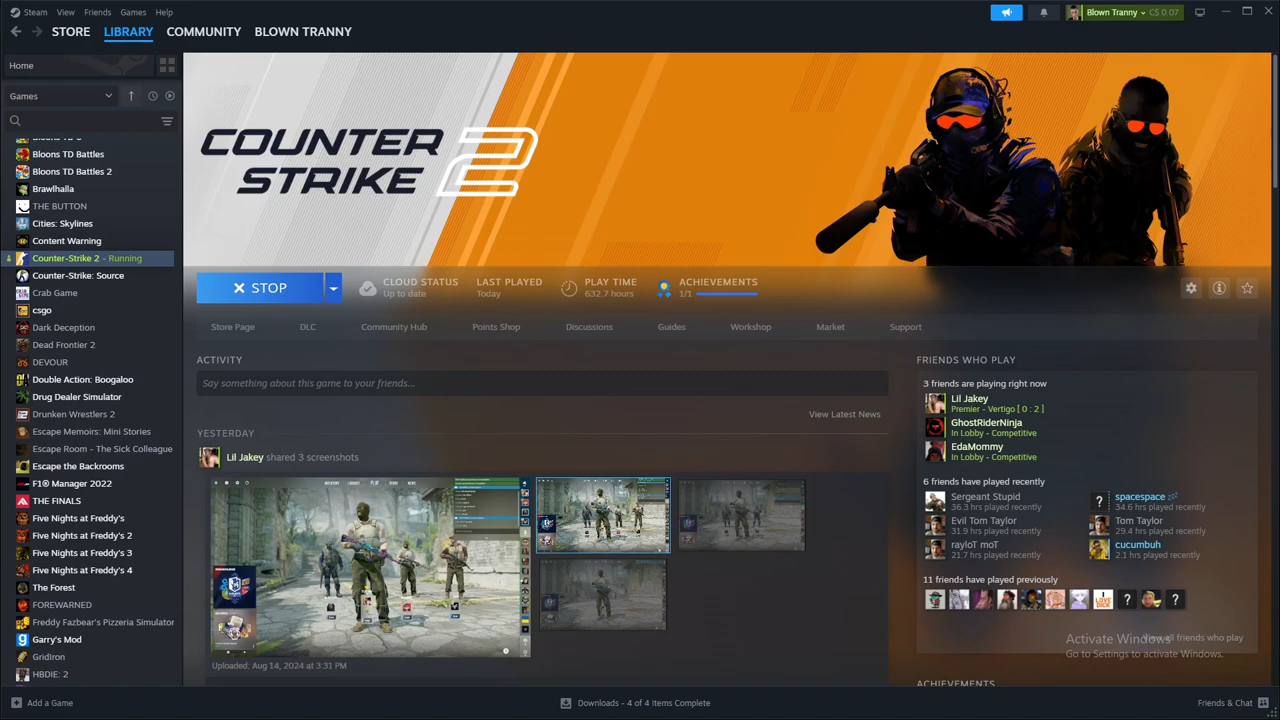 Steam View Friends Games Help
Blown Tranny CS 0:07
STORE LIBRARY COMMUNITY BLOWN TRANNY
Home
Games
Bloons TD Battles
Bloons TD Battles 2
Brawlhalla
THE BUTTON
Cities: Skylines
Content Warning
Counter-Strike 2 - Running
Counter-Strike: Source
Crab Game
csgo
Dark Deception
Dead Frontier 2
DEVOUR
Double Action: Boogaloo
Drug Dealer Simulator
Drunken Wrestlers 2
Escape Memoirs: Mini Stories
Escape Room - The Sick Colleague
Escape the Backrooms
F1® Manager 2022
THE FINALS
Five Nights at Freddy's
Five Nights at Freddy's 2
Five Nights at Freddy's 3
Five Nights at Freddy's 4
The Forest
FOREWARNED
Freddy Fazbear's Pizzeria Simulator
Garry's Mod
GridIron
HBDIE: 2
COUNTER
STRIKE 2
STOP
CLOUD STATUS
Up to date
LAST PLAYED
Today
PLAY TIME
632.7 hours
ACHIEVEMENTS
1/1
Store Page DLC Community Hub Points Shop Discussions Guides Workshop Market Support
ACTIVITY
Say something about this game to your friends...
View Latest News
YESTERDAY
Lil Jakey shared 3 screenshots
Uploaded: Aug 14, 2024 at 3:31 PM
FRIENDS WHO PLAY
3 friends are playing right now
Lil Jakey
Premier - Vertigo [ 0 : 2 ]
GhostRiderNinja
In Lobby - Competitive
EdaMommy
In Lobby - Competitive
6 friends have played recently
Sergeant Stupid
36.3 hrs played recently
spacespace
34.6 hrs played recently
Evil Tom Taylor
31.9 hrs played recently
Tom Taylor
29.4 hrs played recently
rayloT moT
21.7 hrs played recently
cucumbuh
2.1 hrs played recently
11 friends have played previously
View all friends who play
Activate Windows
Go to Settings to activate Windows.
ACHIEVEMENTS
Add a Game
Downloads - 4 of 4 Items Complete
Friends & Chat